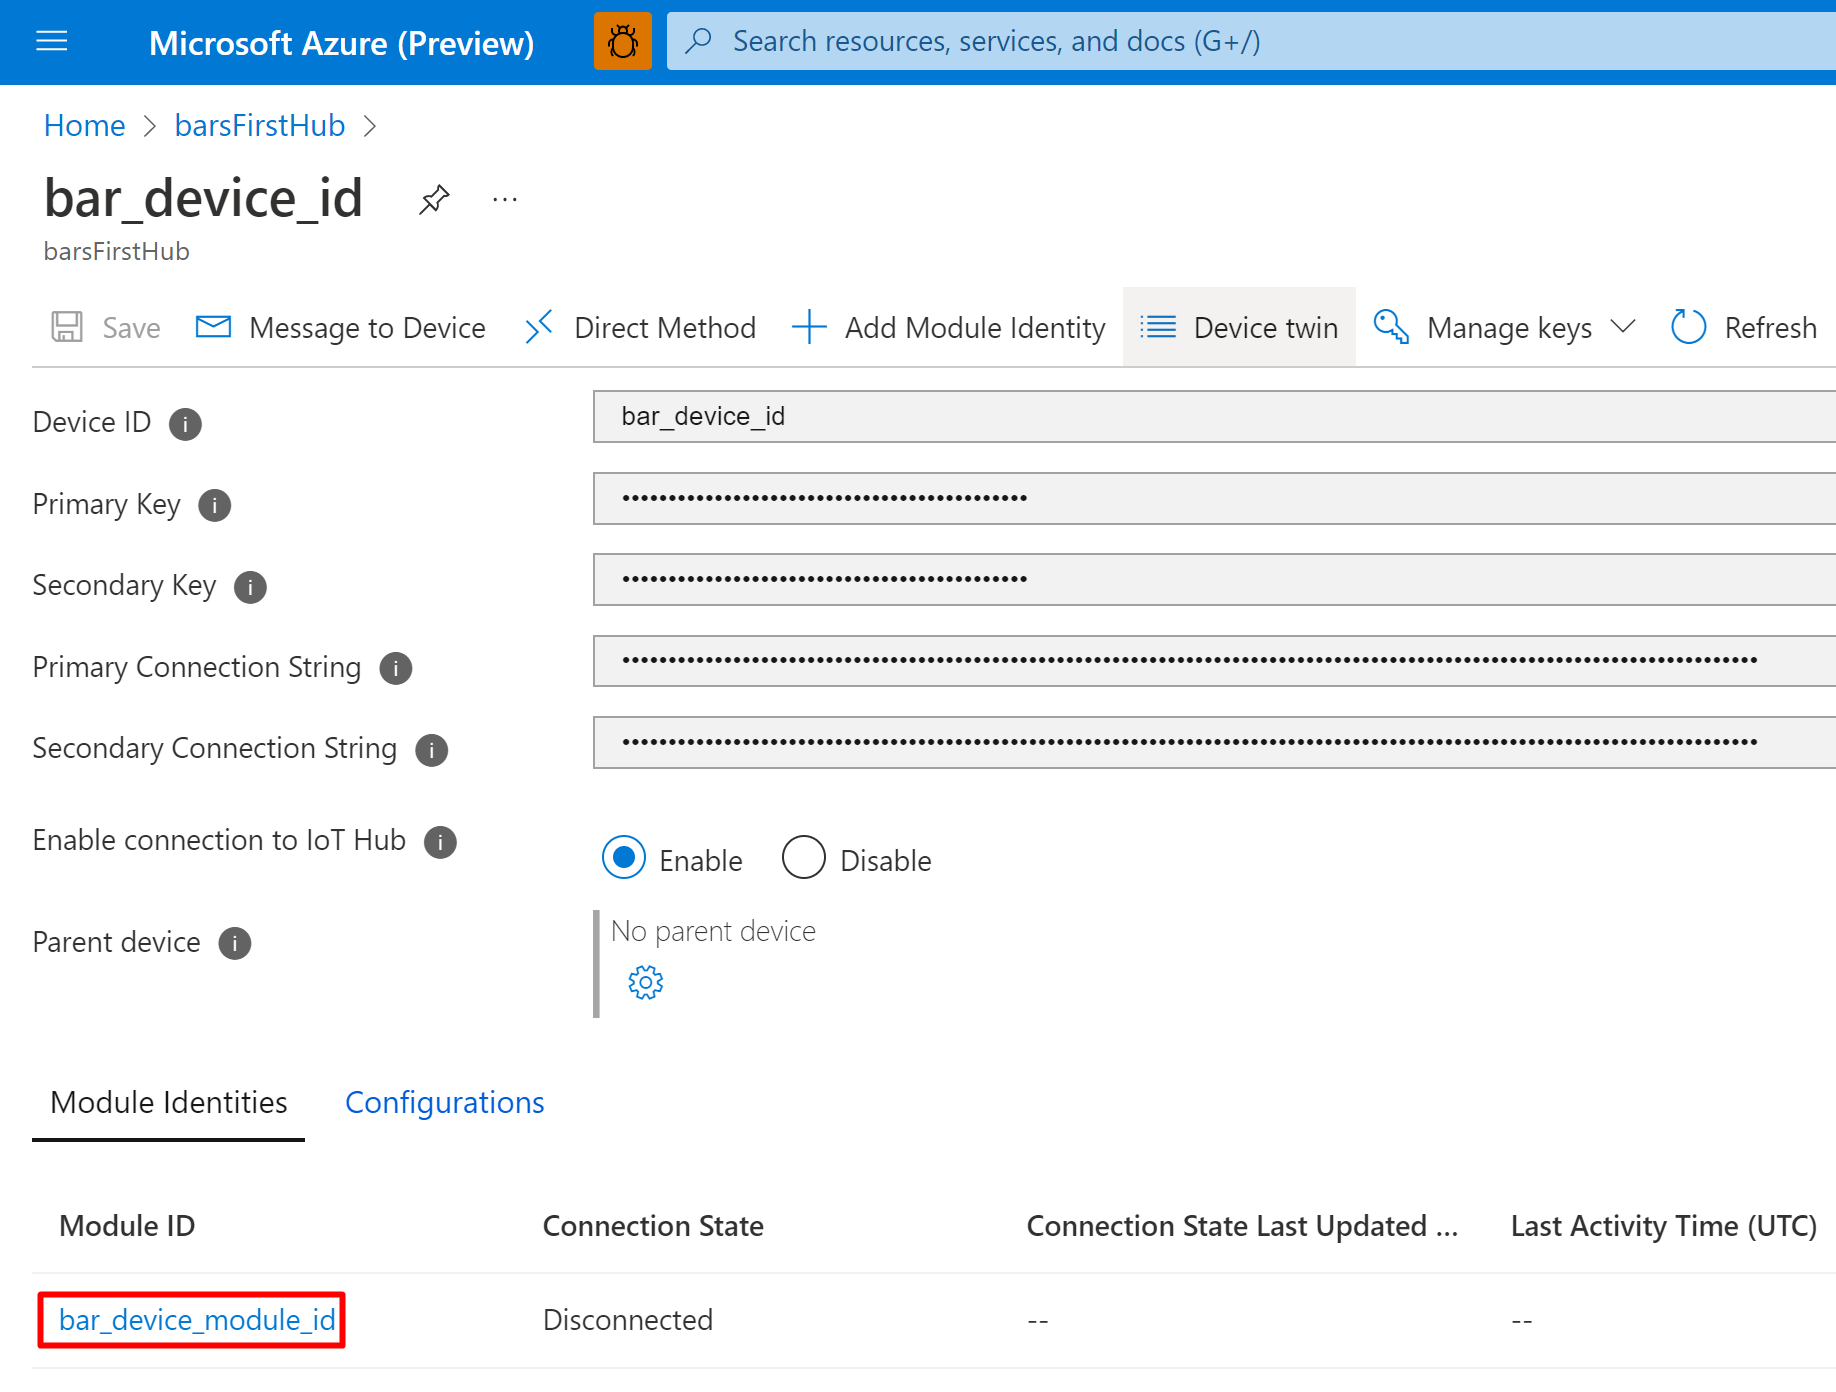 Microsoft Azure (Preview)
Search resources, services, and docs (G+/)
Home > barsFirstHub >
bar_device_id ...
barsFirstHub
Save Message to Device Direct Method Add Module Identity Device twin Manage keys Refresh
Device ID i bar_device_id
Primary Key i
Secondary Key i
Primary Connection String i
Secondary Connection String i
Enable connection to IoT Hub i Enable Disable
Parent device i No parent device
Module Identities Configurations
Module ID Connection State Connection State Last Updated ... Last Activity Time (UTC)
bar_device_module_id Disconnected -- --